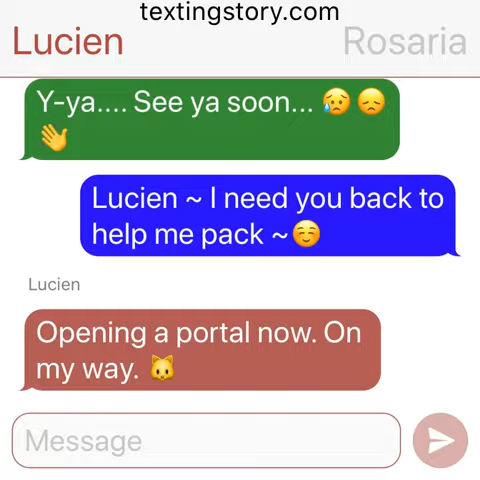 textingstory.com
Lucien Rosaria
Y-ya.... See ya soon... 😥 😞
👋
Lucien ~ I need you back to
help me pack ~☺️
Lucien
Opening a portal now. On
my way. 🐱
Message